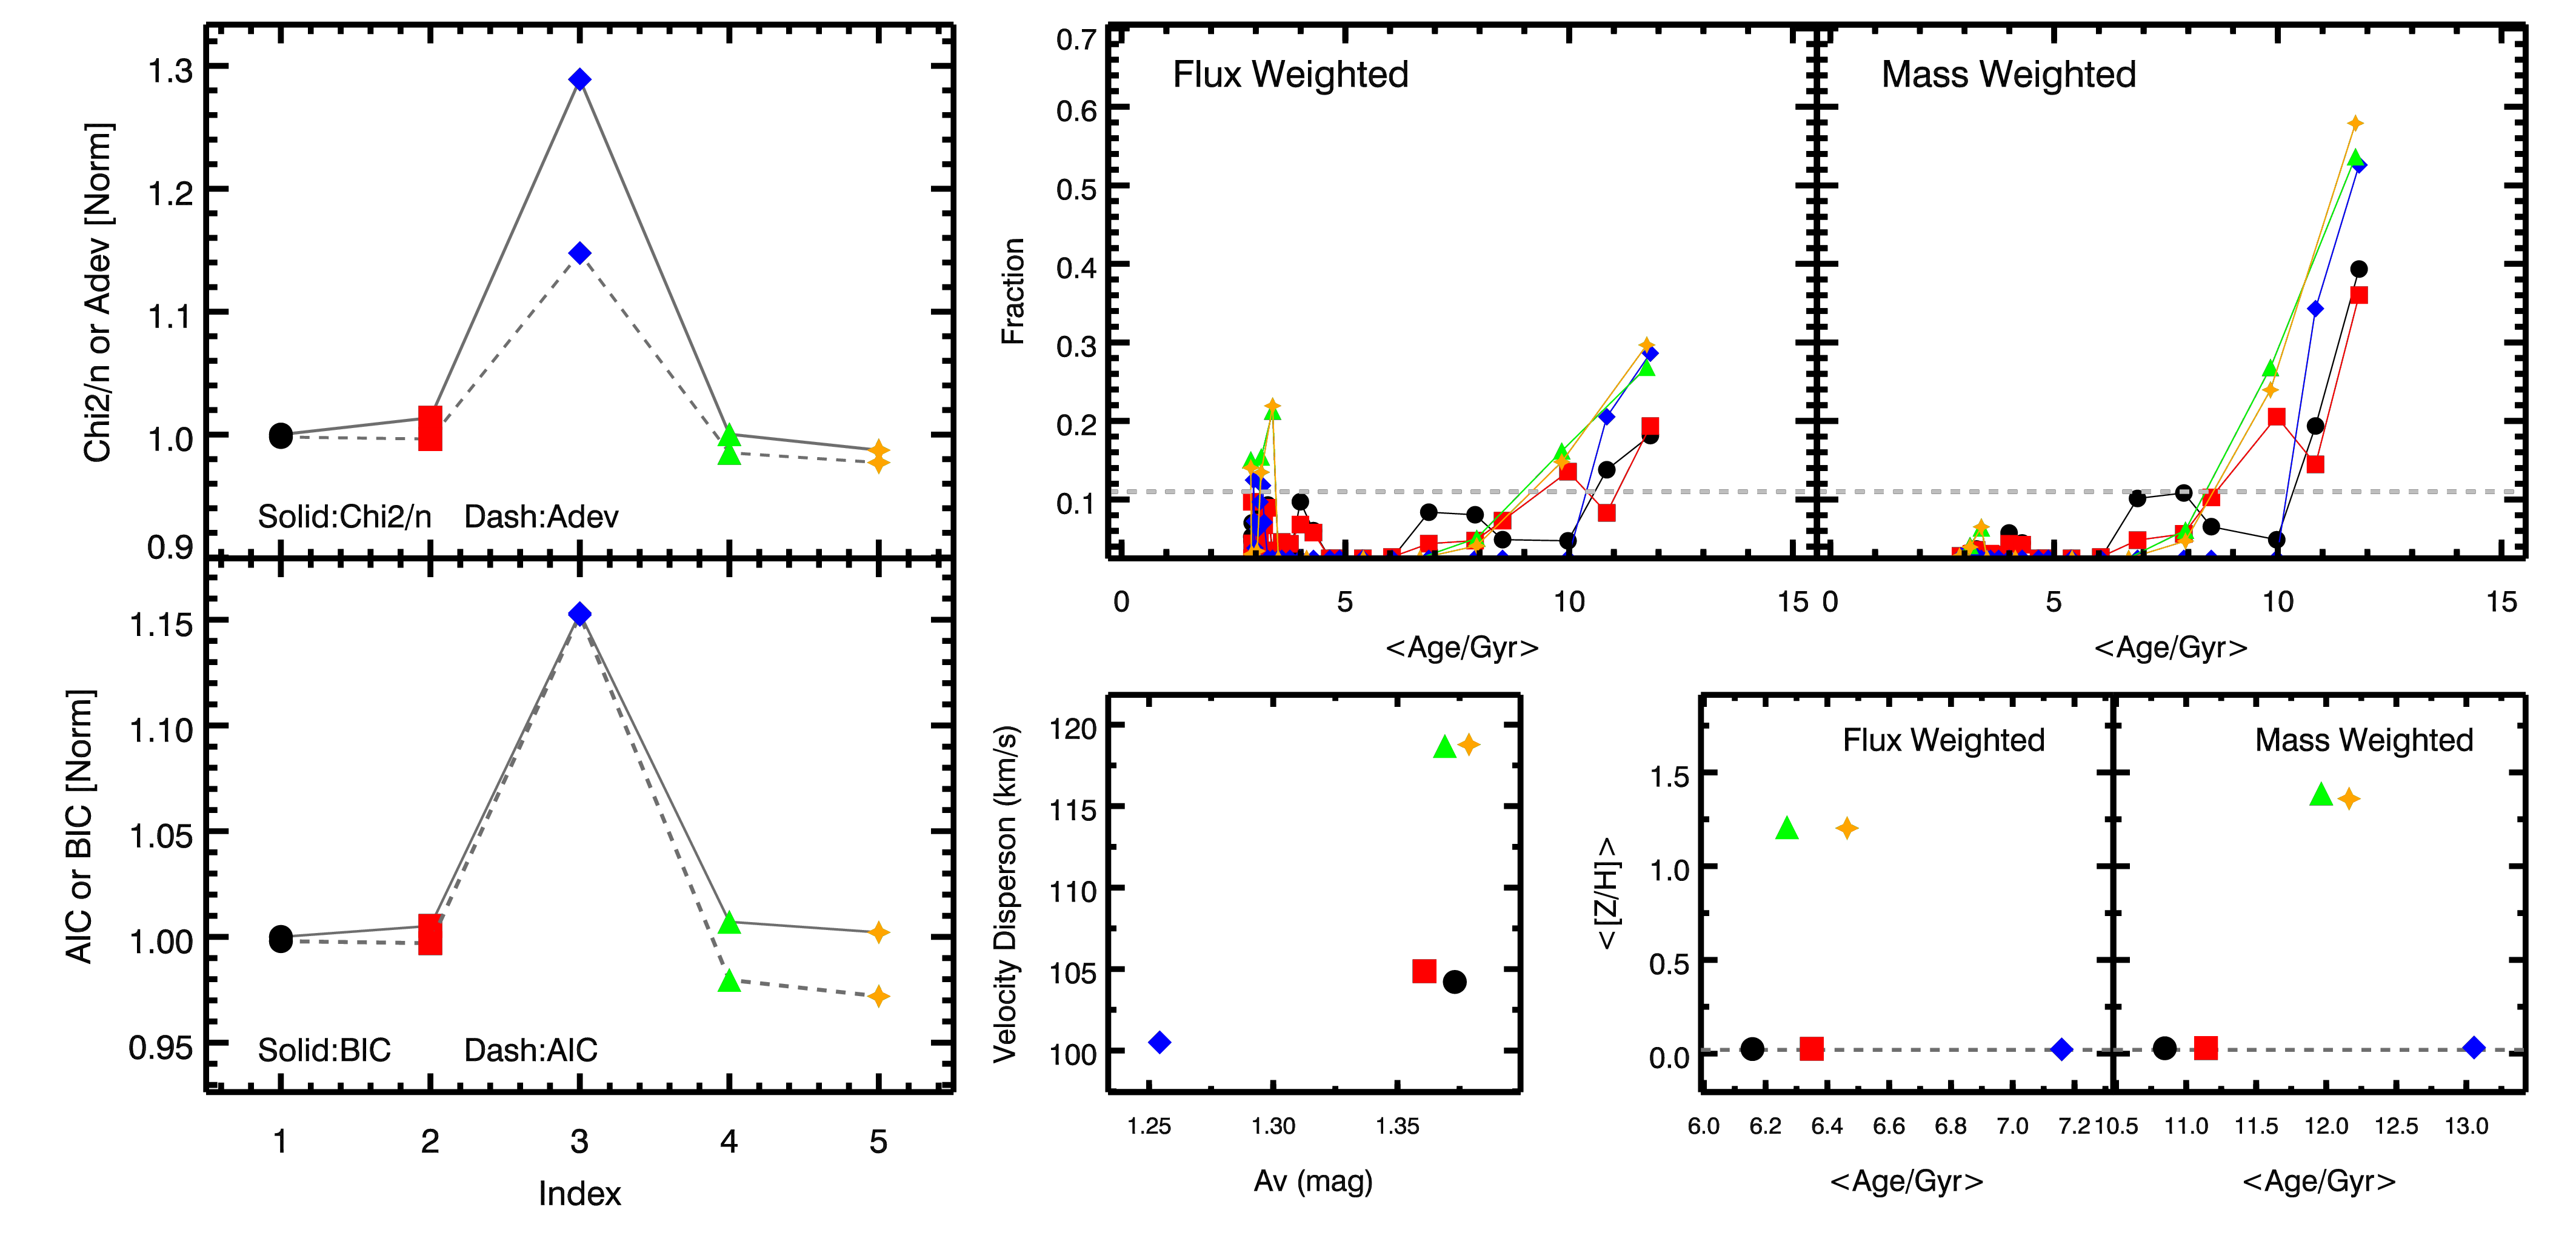 Chi2/n or Adev [Norm]
1.3
1.2
1.1
1.0
0.9
Solid:Chi2/n Dash:Adev
AIC or BIC [Norm]
1.15
1.10
1.05
1.00
0.95
Solid:BIC Dash:AIC
1 2 3 4 5
Index
Fraction
0.7
0.6
0.5
0.4
0.3
0.2
0.1
Flux Weighted
Mass Weighted
0 5 10 15 0 5 10 15
<Age/Gyr> <Age/Gyr>
Velocity Disperson (km/s)
120
115
110
105
100
1.25 1.30 1.35
Av (mag)
<[Z/H]>
1.5
1.0
0.5
0.0
Flux Weighted
Mass Weighted
6.0 6.2 6.4 6.6 6.8 7.0 7.2 10.5 11.0 11.5 12.0 12.5 13.0
<Age/Gyr> <Age/Gyr>